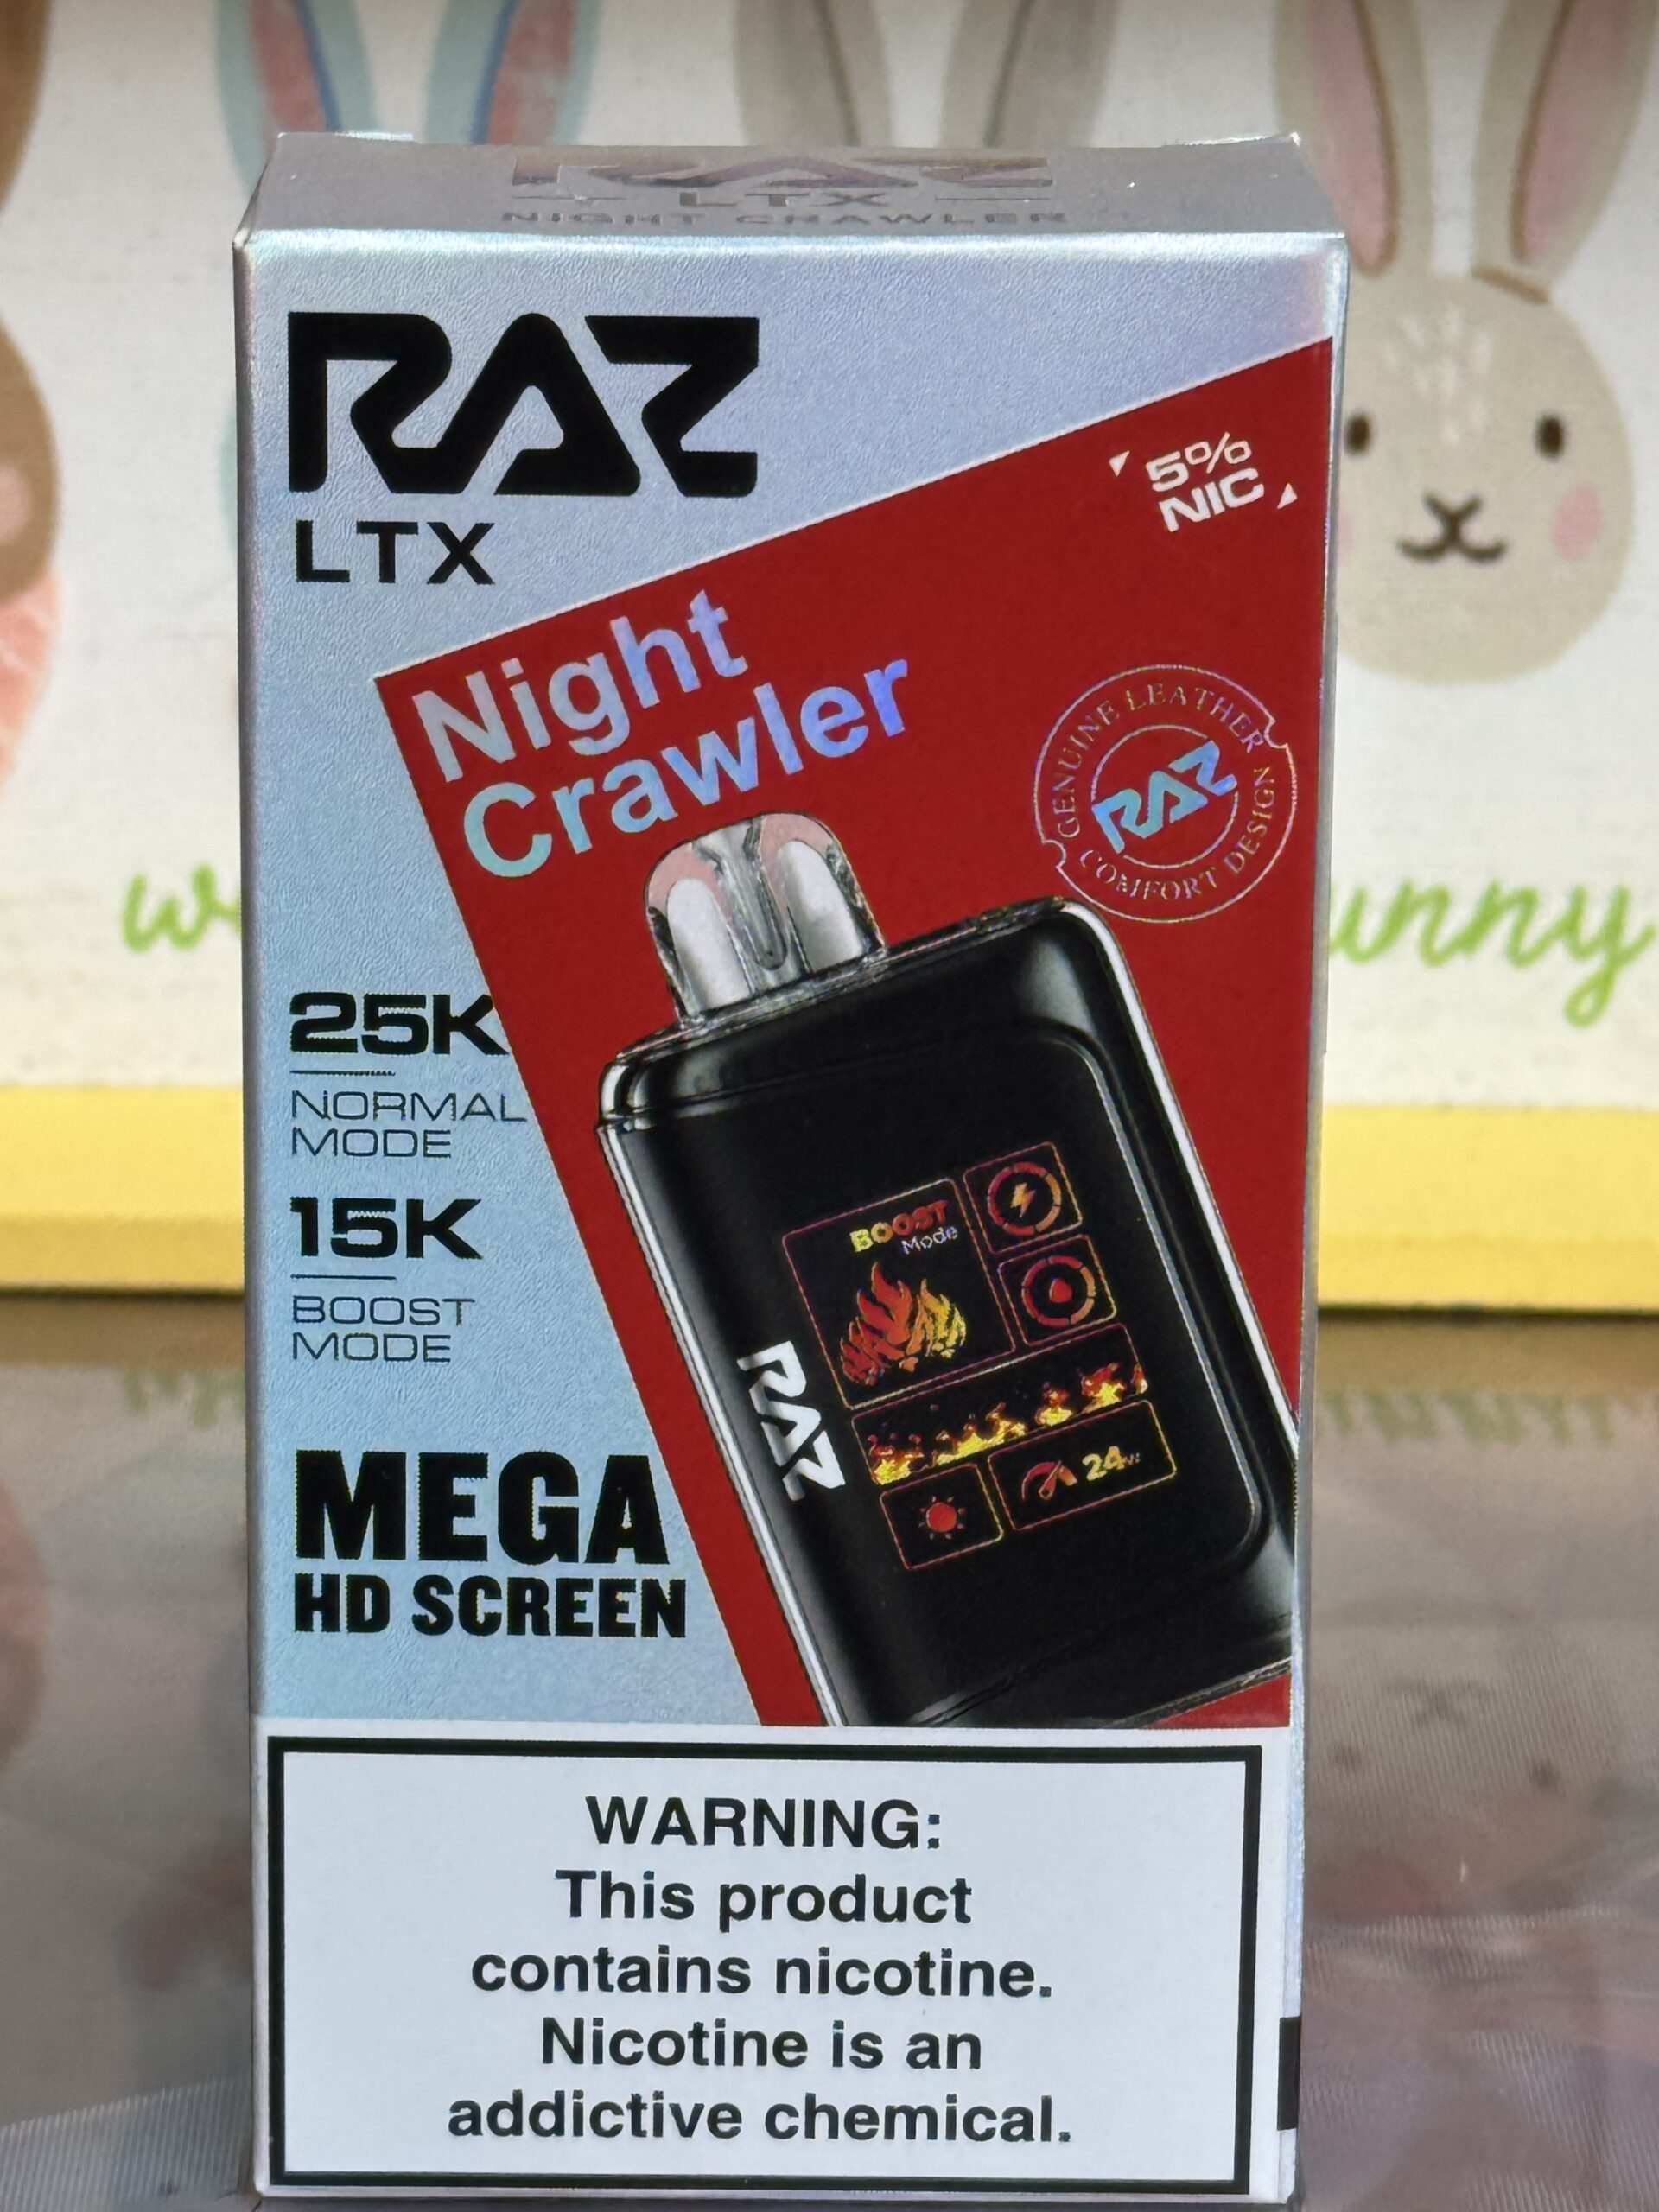 RAZ
LTX
NIGHT CRAWLER
RAZ
LTX
5%
NIC
Night
Crawler
GENUINE LEATHER
RAZ
COMFORT DESIGN
25K
NORMAL
MODE
15K
BOOST
MODE
BOOST
Mode
RAZ
24W
MEGA
HD SCREEN
WARNING:
This product
contains nicotine.
Nicotine is an
addictive chemical.